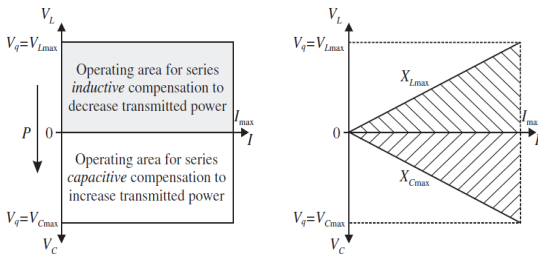 V_L
V_q=V_Lmax
Operating area for series
inductive compensation to
decrease transmitted power
I_max
P
0
I
Operating area for series
capacitive compensation to
increase transmitted power
V_q=V_Cmax
V_C
V_L
V_q=V_Lmax
X_Lmax
I_max
0
I
X_Cmax
V_q=V_Cmax
V_C